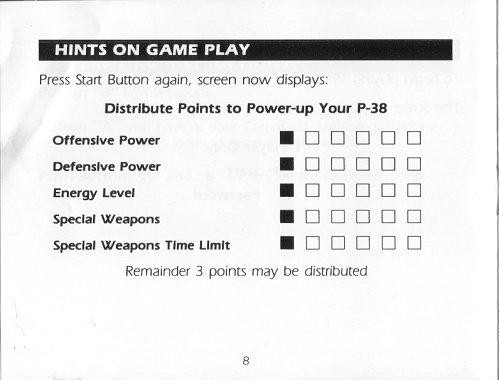 HINTS ON GAME PLAY
Press Start Button again, screen now displays:
Distribute Points to Power-up Your P-38
Offensive Power
Defensive Power
Energy Level
Special Weapons
Special Weapons Time Limit
Remainder 3 points may be distributed
8